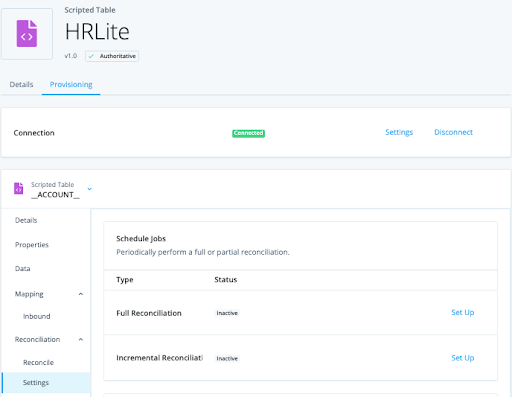 Scripted Table
HRLite
v1.0 Authoritative
Details Provisioning
Connection Connected Settings Disconnect
Scripted Table
__ACCOUNT__
Details
Properties
Data
Mapping
Inbound
Reconciliation
Reconcile
Settings
Schedule Jobs
Periodically perform a full or partial reconciliation.
Type Status
Full Reconciliation Inactive Set Up
Incremental Reconciliati Inactive Set Up